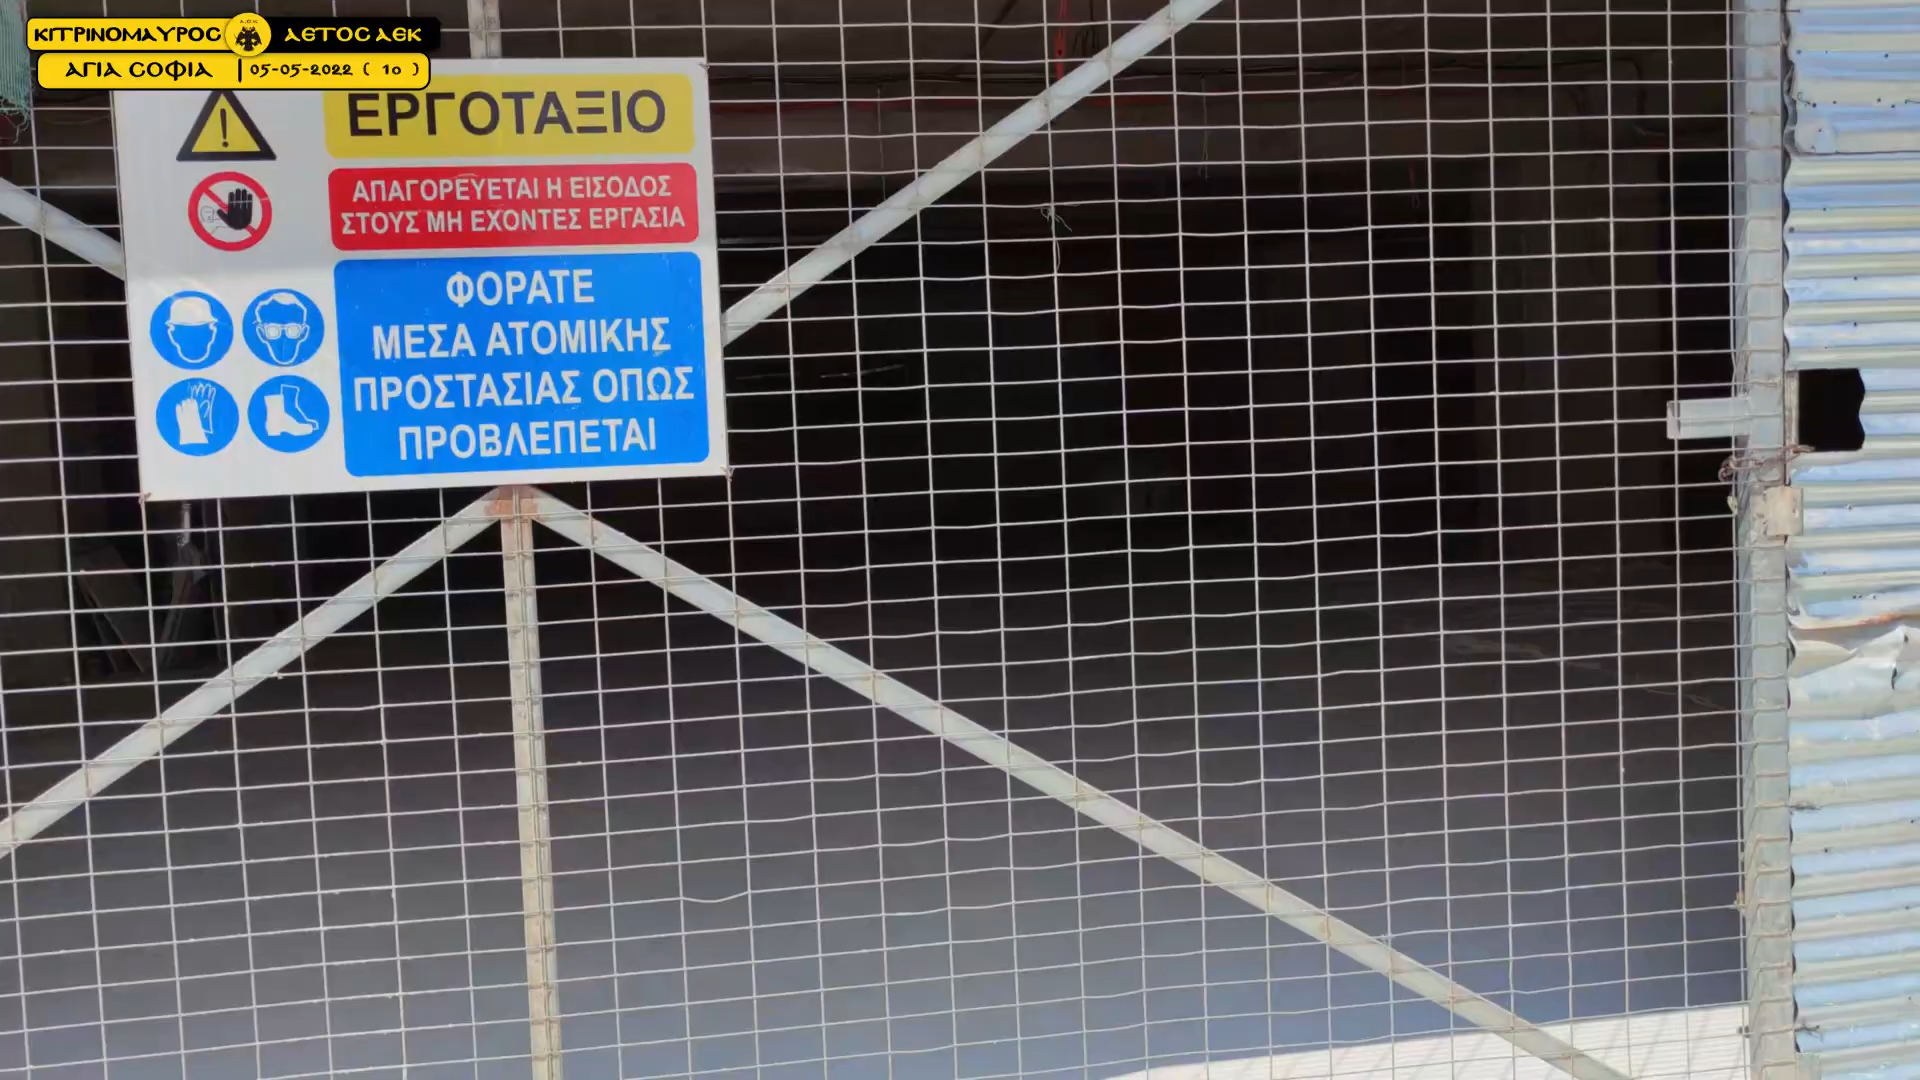 ΚΙΤΡΙΝΟΜΑΥΡΟΣ ΑΕΤΟΣ ΑΕΚ
ΑΓΙΑ ΣΟΦΙΑ | 05-05-2022 ( 1ο )
ΕΡΓΟΤΑΞΙΟ
ΑΠΑΓΟΡΕΥΕΤΑΙ Η ΕΙΣΟΔΟΣ
ΣΤΟΥΣ ΜΗ ΕΧΟΝΤΕΣ ΕΡΓΑΣΙΑ
ΦΟΡΑΤΕ
ΜΕΣΑ ΑΤΟΜΙΚΗΣ
ΠΡΟΣΤΑΣΙΑΣ ΟΠΩΣ
ΠΡΟΒΛΕΠΕΤΑΙ